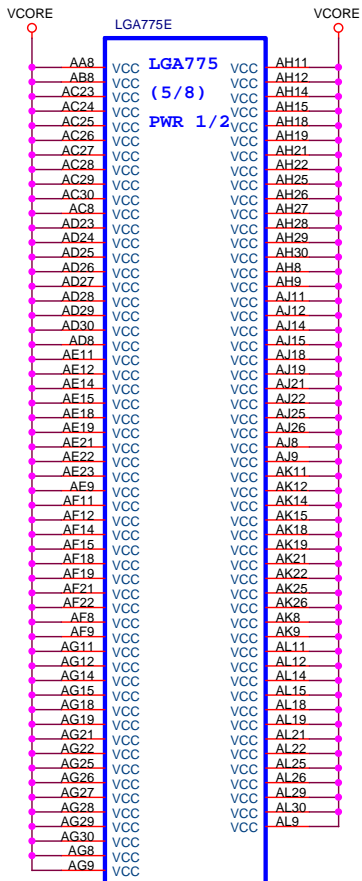 VCORE VCORE
LGA775E
AA8 VCC LGA775 VCC AH11
AB8 VCC VCC AH12
AC23 VCC (5/8) VCC AH14
AC24 VCC VCC AH15
AC25 VCC PWR 1/2 VCC AH18
AC26 VCC VCC AH19
AC27 VCC VCC AH21
AC28 VCC VCC AH22
AC29 VCC VCC AH25
AC30 VCC VCC AH26
AC8 VCC VCC AH27
AD23 VCC VCC AH28
AD24 VCC VCC AH29
AD25 VCC VCC AH30
AD26 VCC VCC AH8
AD27 VCC VCC AH9
AD28 VCC VCC AJ11
AD29 VCC VCC AJ12
AD30 VCC VCC AJ14
AD8 VCC VCC AJ15
AE11 VCC VCC AJ18
AE12 VCC VCC AJ19
AE14 VCC VCC AJ21
AE15 VCC VCC AJ22
AE18 VCC VCC AJ25
AE19 VCC VCC AJ26
AE21 VCC VCC AJ8
AE22 VCC VCC AJ9
AE23 VCC VCC AK11
AE9 VCC VCC AK12
AF11 VCC VCC AK14
AF12 VCC VCC AK15
AF14 VCC VCC AK18
AF15 VCC VCC AK19
AF18 VCC VCC AK21
AF19 VCC VCC AK22
AF21 VCC VCC AK25
AF22 VCC VCC AK26
AF8 VCC VCC AK8
AF9 VCC VCC AK9
AG11 VCC VCC AL11
AG12 VCC VCC AL12
AG14 VCC VCC AL14
AG15 VCC VCC AL15
AG18 VCC VCC AL18
AG19 VCC VCC AL19
AG21 VCC VCC AL21
AG22 VCC VCC AL22
AG25 VCC VCC AL25
AG26 VCC VCC AL26
AG27 VCC VCC AL29
AG28 VCC VCC AL30
AG29 VCC VCC AL9
AG30 VCC
AG8 VCC
AG9 VCC